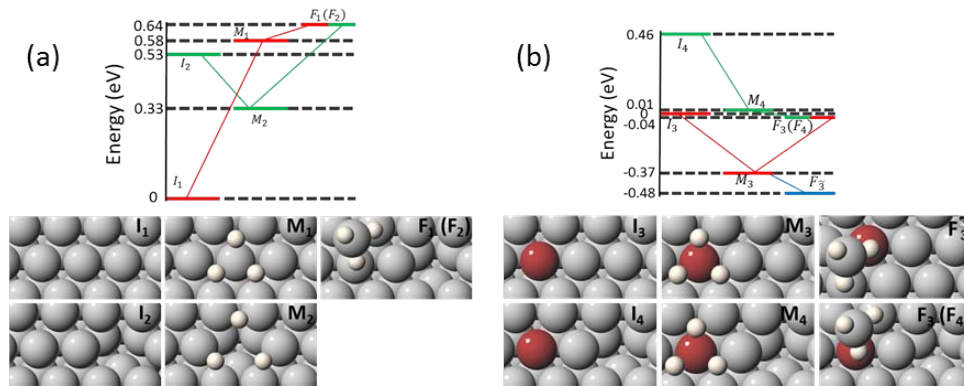 (a)
Energy (eV)
0.64
0.58
0.53
0.33
0
F₁(F₂)
M₁
I₂
M₂
I₁
I₁
M₁
F₁ (F₂)
I₂
M₂
(b)
Energy (eV)
0.46
0.01
0
-0.04
-0.37
-0.48
I₄
M₄
I₃
F₃(F₄)
M₃
F₃̃
I₃
M₃
I₄
M₄
F₃ (F₄